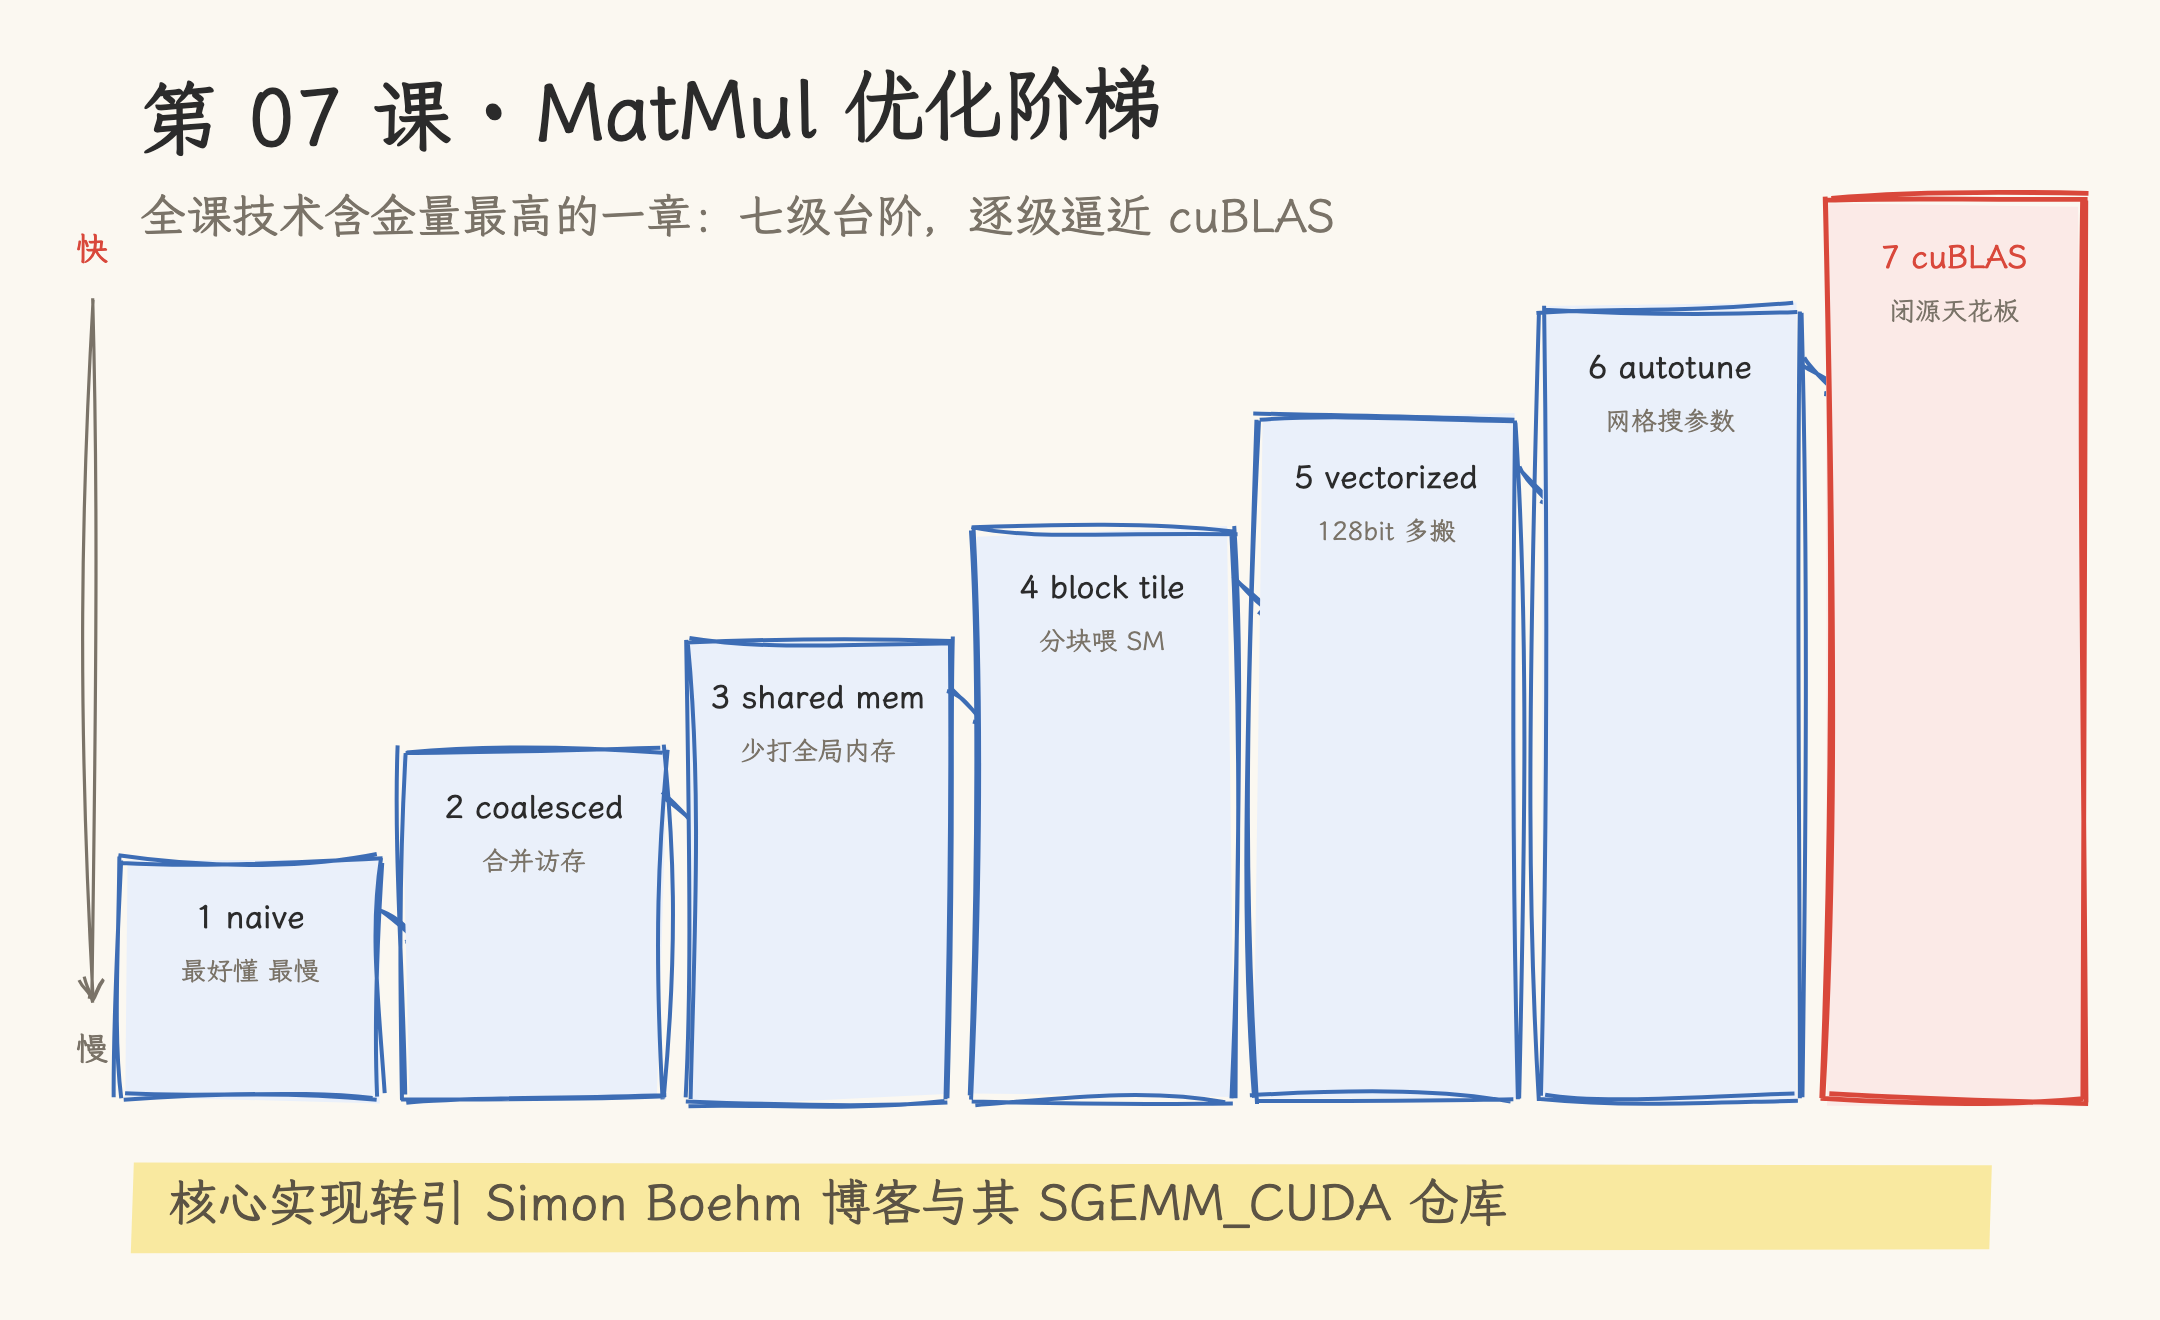 第 07 课·MatMul 优化阶梯
全课技术含金量最高的一章：七级台阶，逐级逼近 cuBLAS
快
慢
1 naive
最好懂 最慢
2 coalesced
合并访存
3 shared mem
少打全局内存
4 block tile
分块喂 SM
5 vectorized
128bit 多搬
6 autotune
网格搜参数
7 cuBLAS
闭源天花板
核心实现转引 Simon Boehm 博客与其 SGEMM_CUDA 仓库